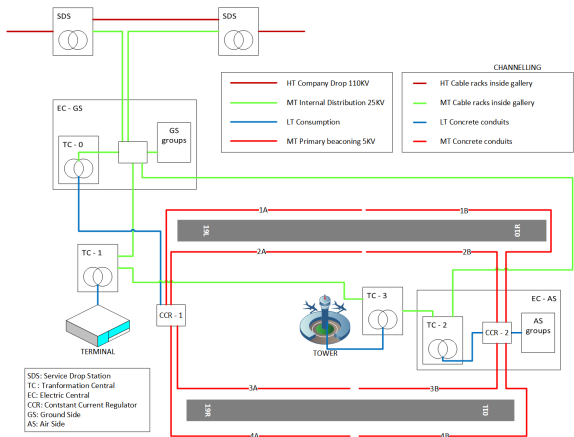 SDS
SDS
CHANNELLING
HT Company Drop 110KV
MT Internal Distribution 25KV
LT Consumption
MT Primary beaconing 5KV
HT Cable racks inside gallery
MT Cable racks inside gallery
LT Concrete conduits
MT Concrete conduits
EC - GS
TC - 0
GS
groups
1A
1B
19L
01R
2A
2B
TC - 1
TC - 3
EC - AS
CCR - 1
TC - 2
CCR - 2
AS
groups
TERMINAL
TOWER
SDS: Service Drop Station
TC : Tranformation Central
EC: Electric Central
CCR: Contstant Current Regulator
GS: Ground Side
AS: Air Side
3A
3B
19R
4A
4B